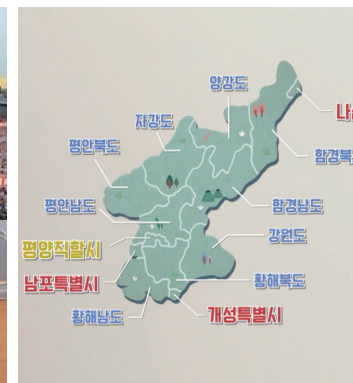 양강도
자강도
나
평안북도
함경북
평안남도
함경남도
강원도
평양직할시
남포특별시
황해북도
황해남도
개성특별시